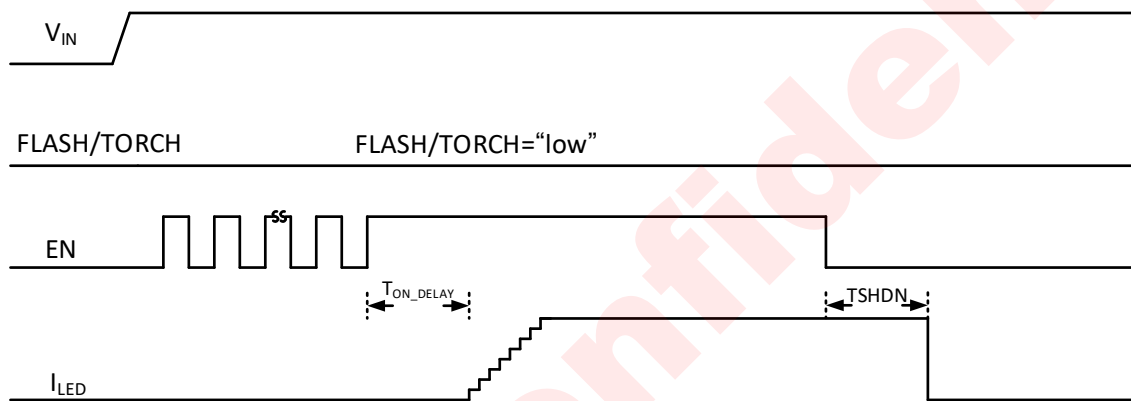 VIN
FLASH/TORCH FLASH/TORCH=“low”
EN
TON_DELAY TSHDN
ILED